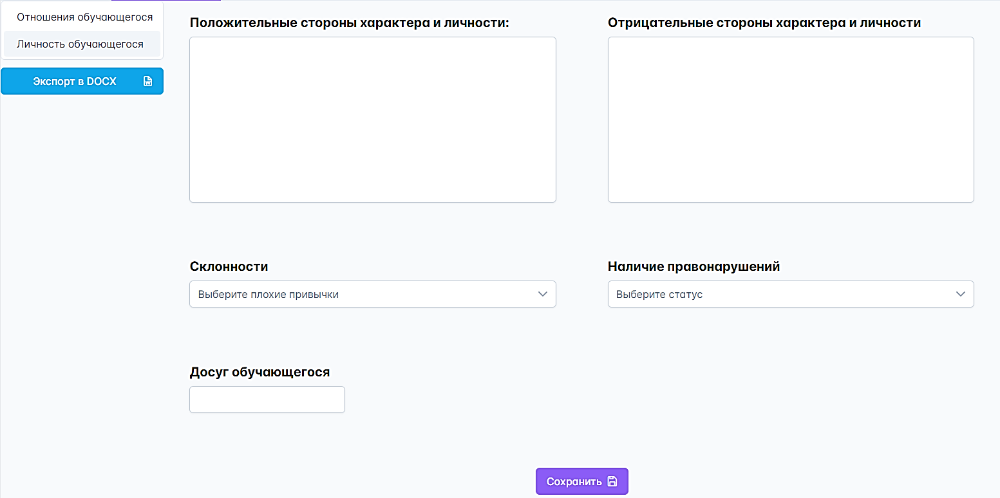 Отношения обучающегося
Личность обучающегося
Экспорт в DOCX
Положительные стороны характера и личности:
Отрицательные стороны характера и личности
Склонности
Выберите плохие привычки
Наличие правонарушений
Выберите статус
Досуг обучающегося
Сохранить